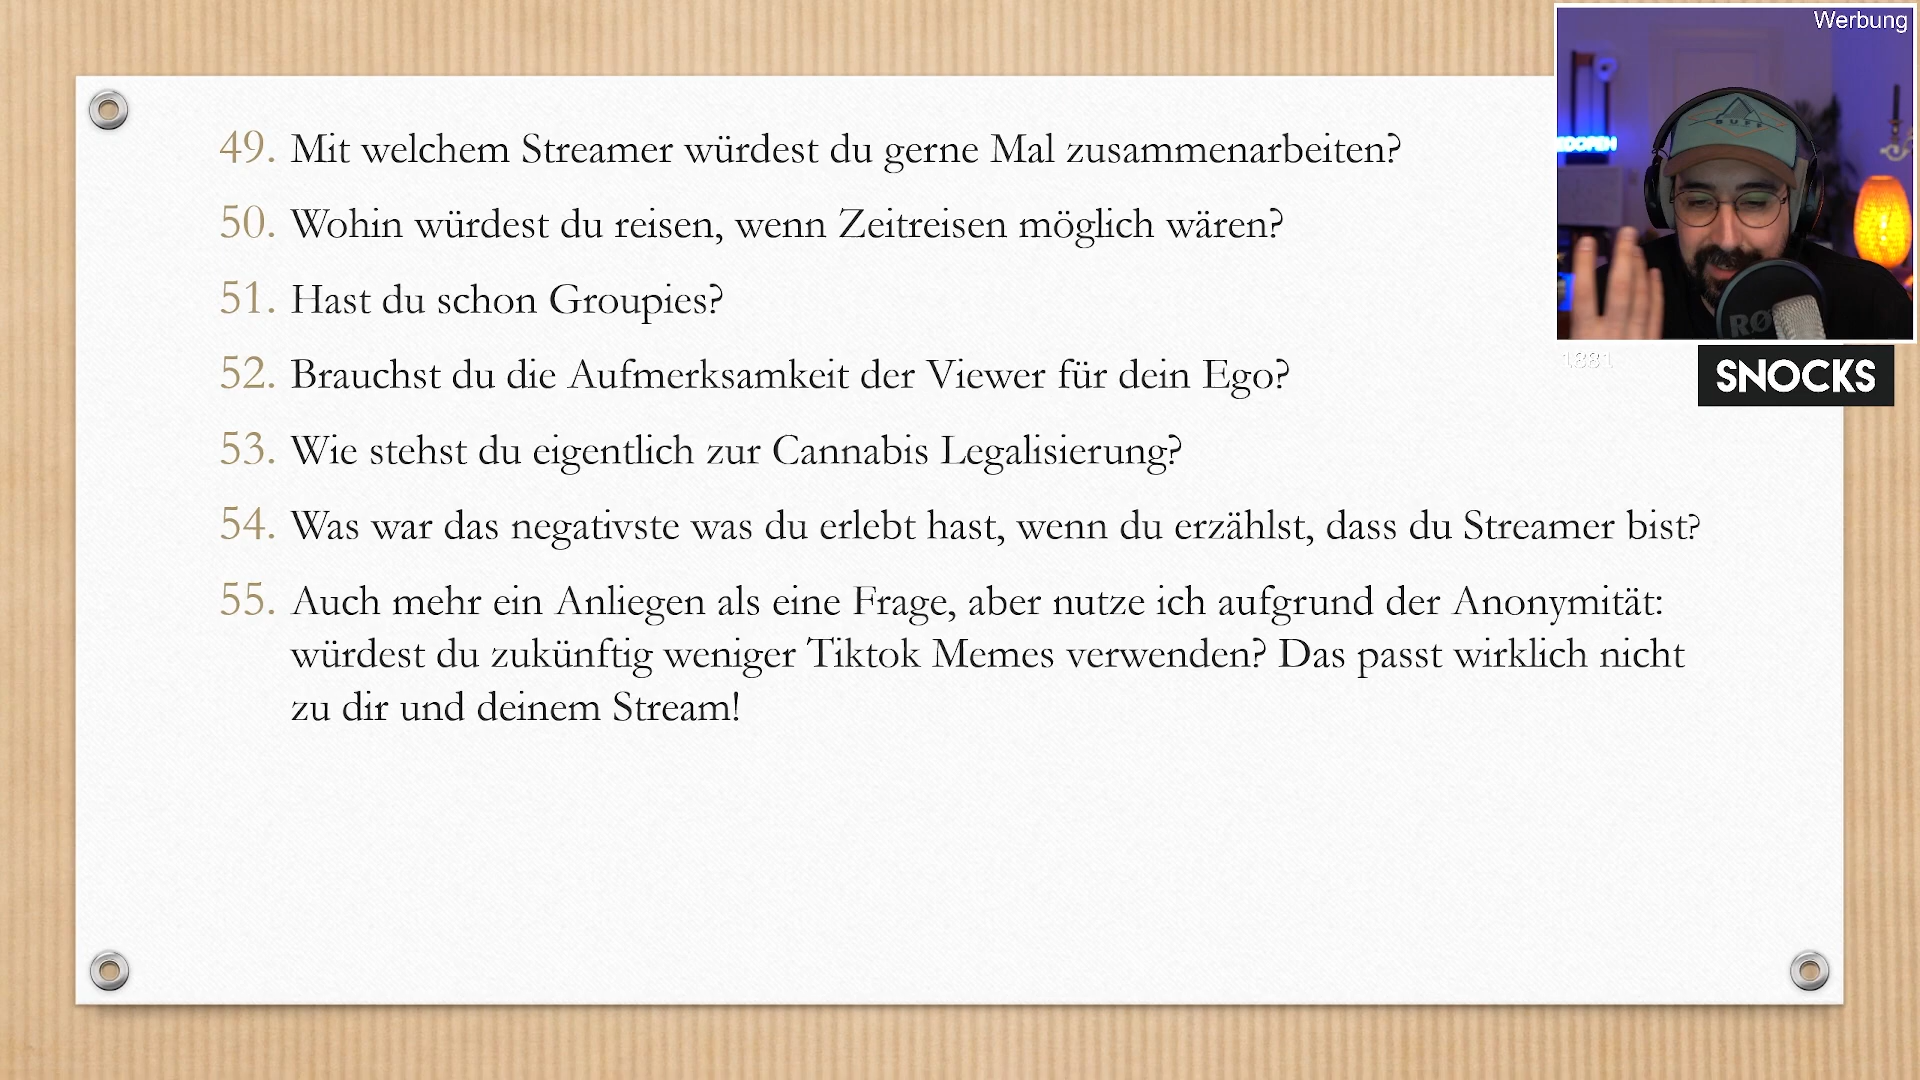 Werbung
49. Mit welchem Streamer würdest du gerne Mal zusammenarbeiten?
50. Wohin würdest du reisen, wenn Zeitreisen möglich wären?
51. Hast du schon Groupies?
52. Brauchst du die Aufmerksamkeit der Viewer für dein Ego?
53. Wie stehst du eigentlich zur Cannabis Legalisierung?
54. Was war das negativste was du erlebt hast, wenn du erzählst, dass du Streamer bist?
55. Auch mehr ein Anliegen als eine Frage, aber nutze ich aufgrund der Anonymität:
würdest du zukünftig weniger Tiktok Memes verwenden? Das passt wirklich nicht
zu dir und deinem Stream!
BUFF
RØ
1881
SNOCKS